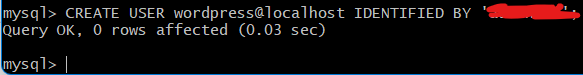 mysql> CREATE USER wordpress@localhost IDENTIFIED BY '
Query OK, 0 rows affected (0.03 sec)
mysql>